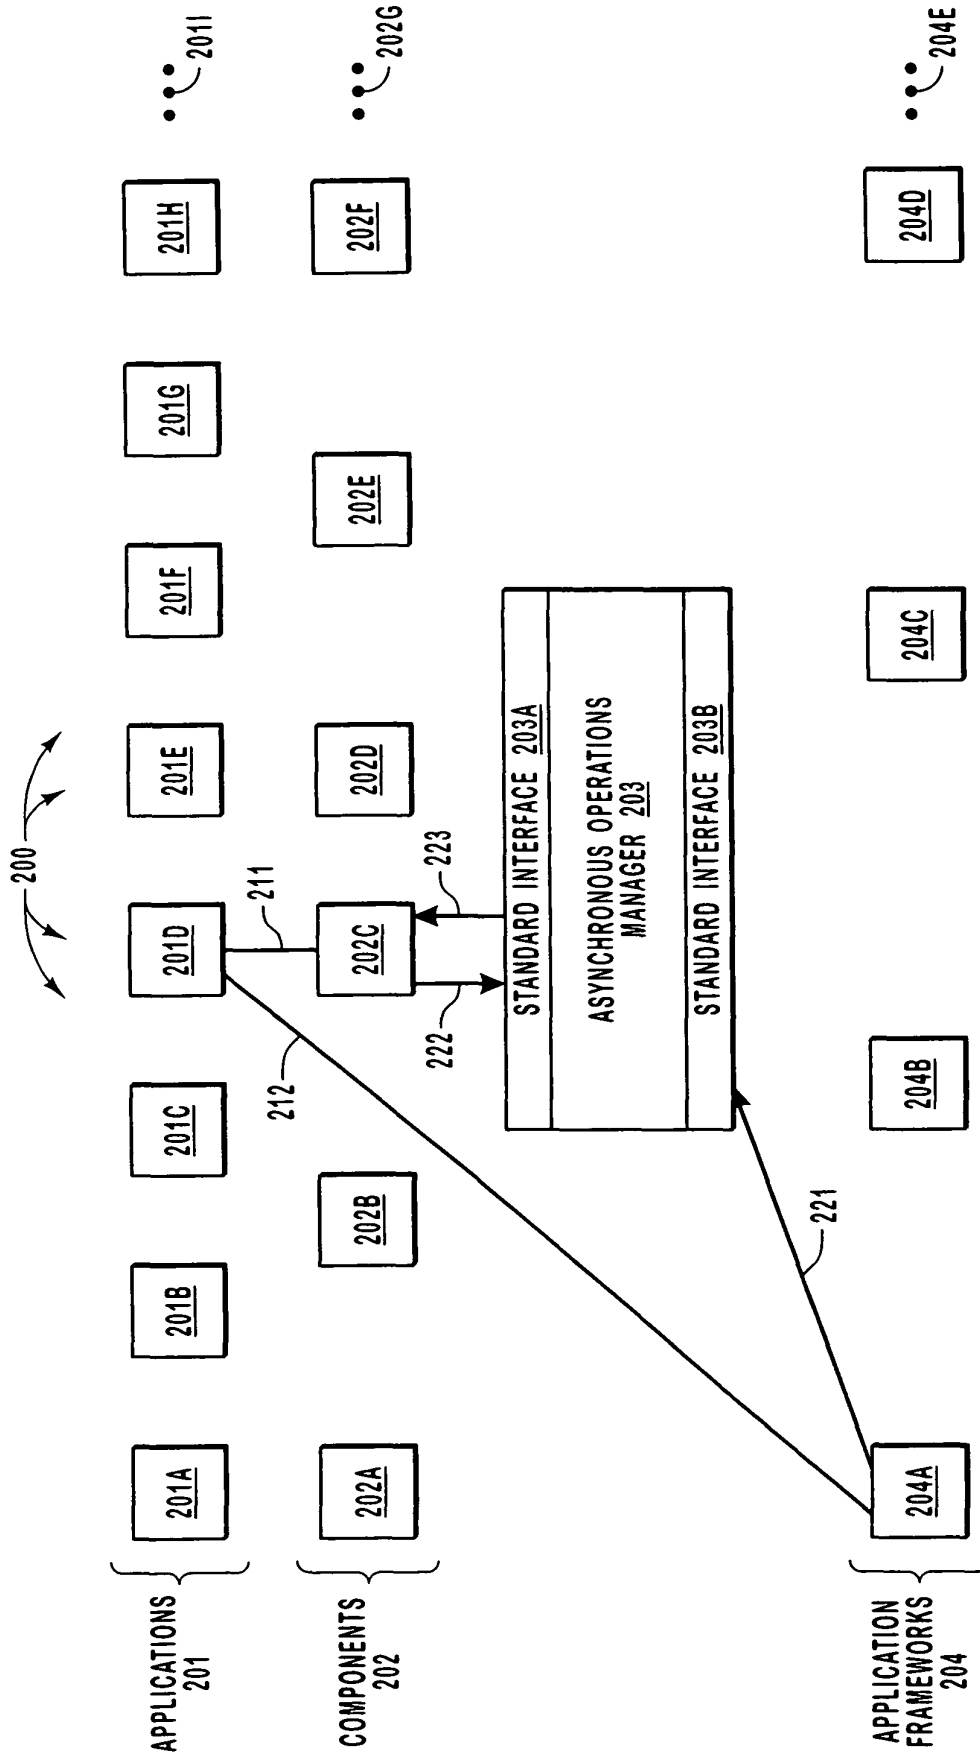 200
APPLICATIONS
201
201A
201B
201C
201D
201E
201F
201G
201H
201I
212
211
COMPONENTS
202
202A
202B
202C
202D
202E
202F
202G
222
223
STANDARD INTERFACE 203A
ASYNCHRONOUS OPERATIONS
MANAGER 203
STANDARD INTERFACE 203B
221
APPLICATION
FRAMEWORKS
204
204A
204B
204C
204D
204E